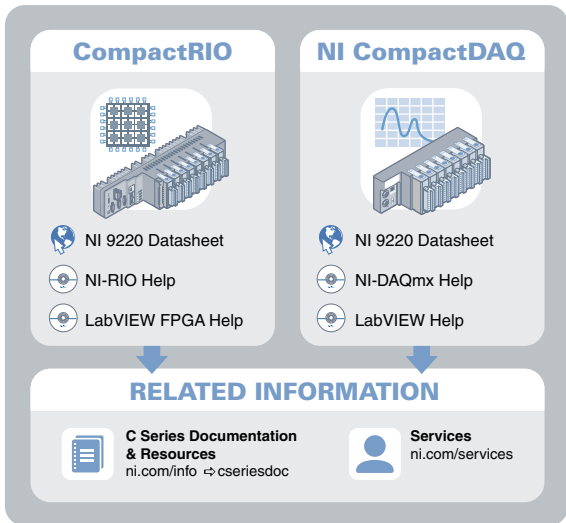 CompactRIO
NI 9220 Datasheet
NI-RIO Help
LabVIEW FPGA Help
NI CompactDAQ
NI 9220 Datasheet
NI-DAQmx Help
LabVIEW Help
RELATED INFORMATION
C Series Documentation
& Resources
ni.com/info ⇨ cseriesdoc
Services
ni.com/services